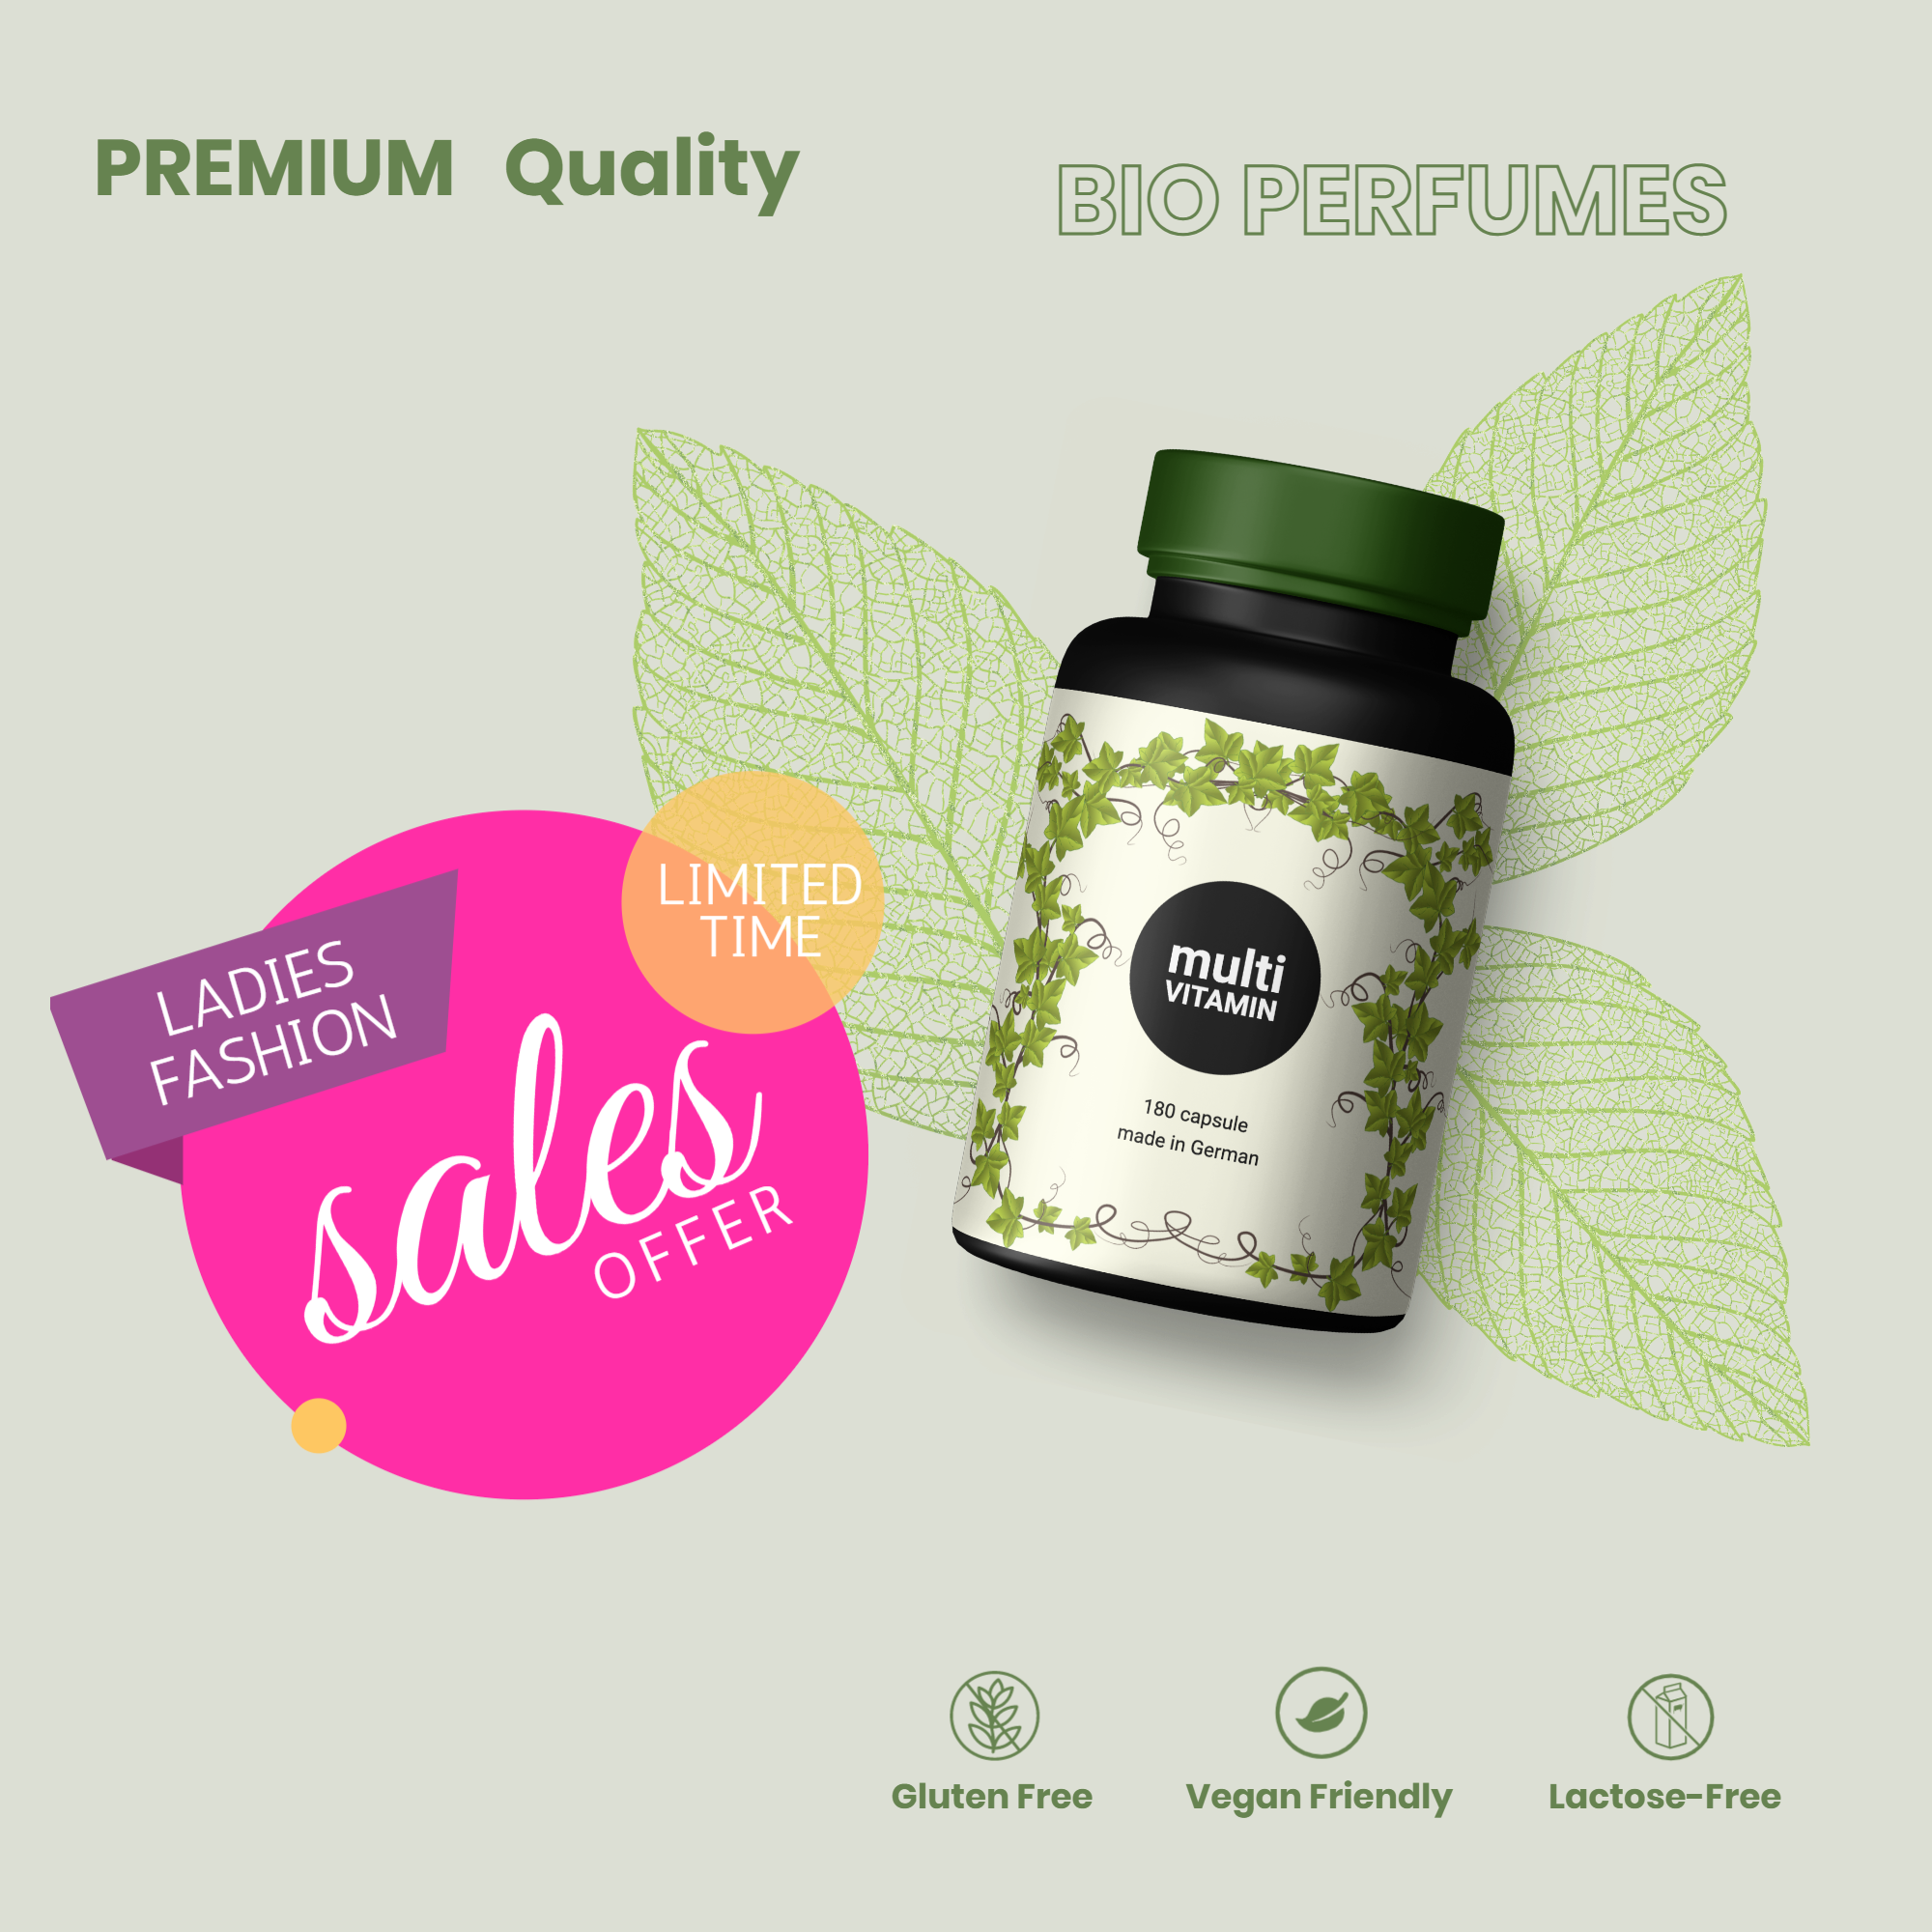 PREMIUM Quality
BIO PERFUMES
LIMITED
TIME
LADIES
FASHION
sales
OFFER
multi
VITAMIN
180 capsule
made in German
Gluten Free
Vegan Friendly
Lactose-Free